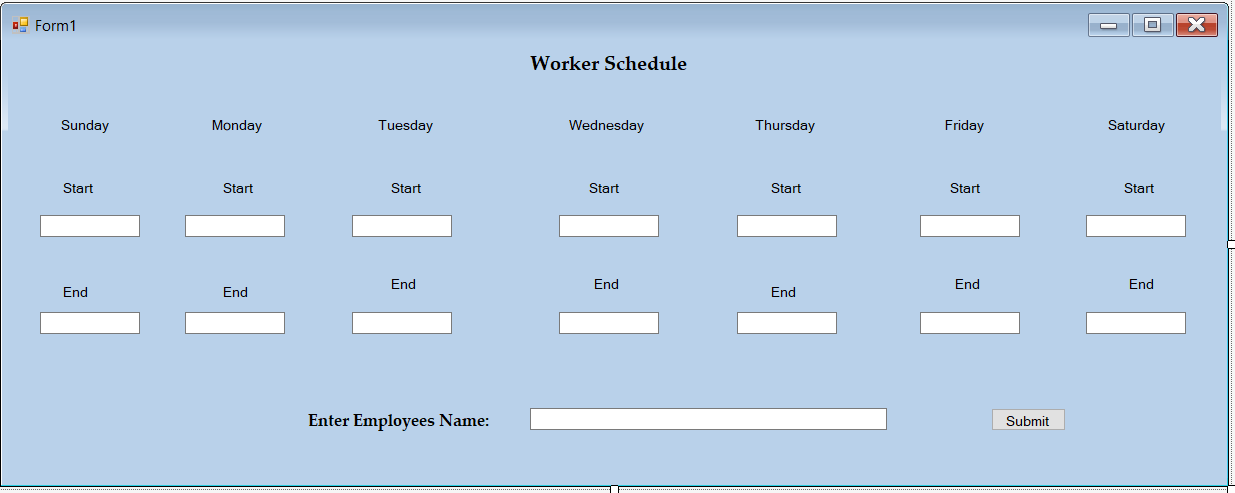 Form1
Worker Schedule
Sunday Monday Tuesday Wednesday Thursday Friday Saturday
Start Start Start Start Start Start Start
End End End End End End End
Enter Employees Name: Submit